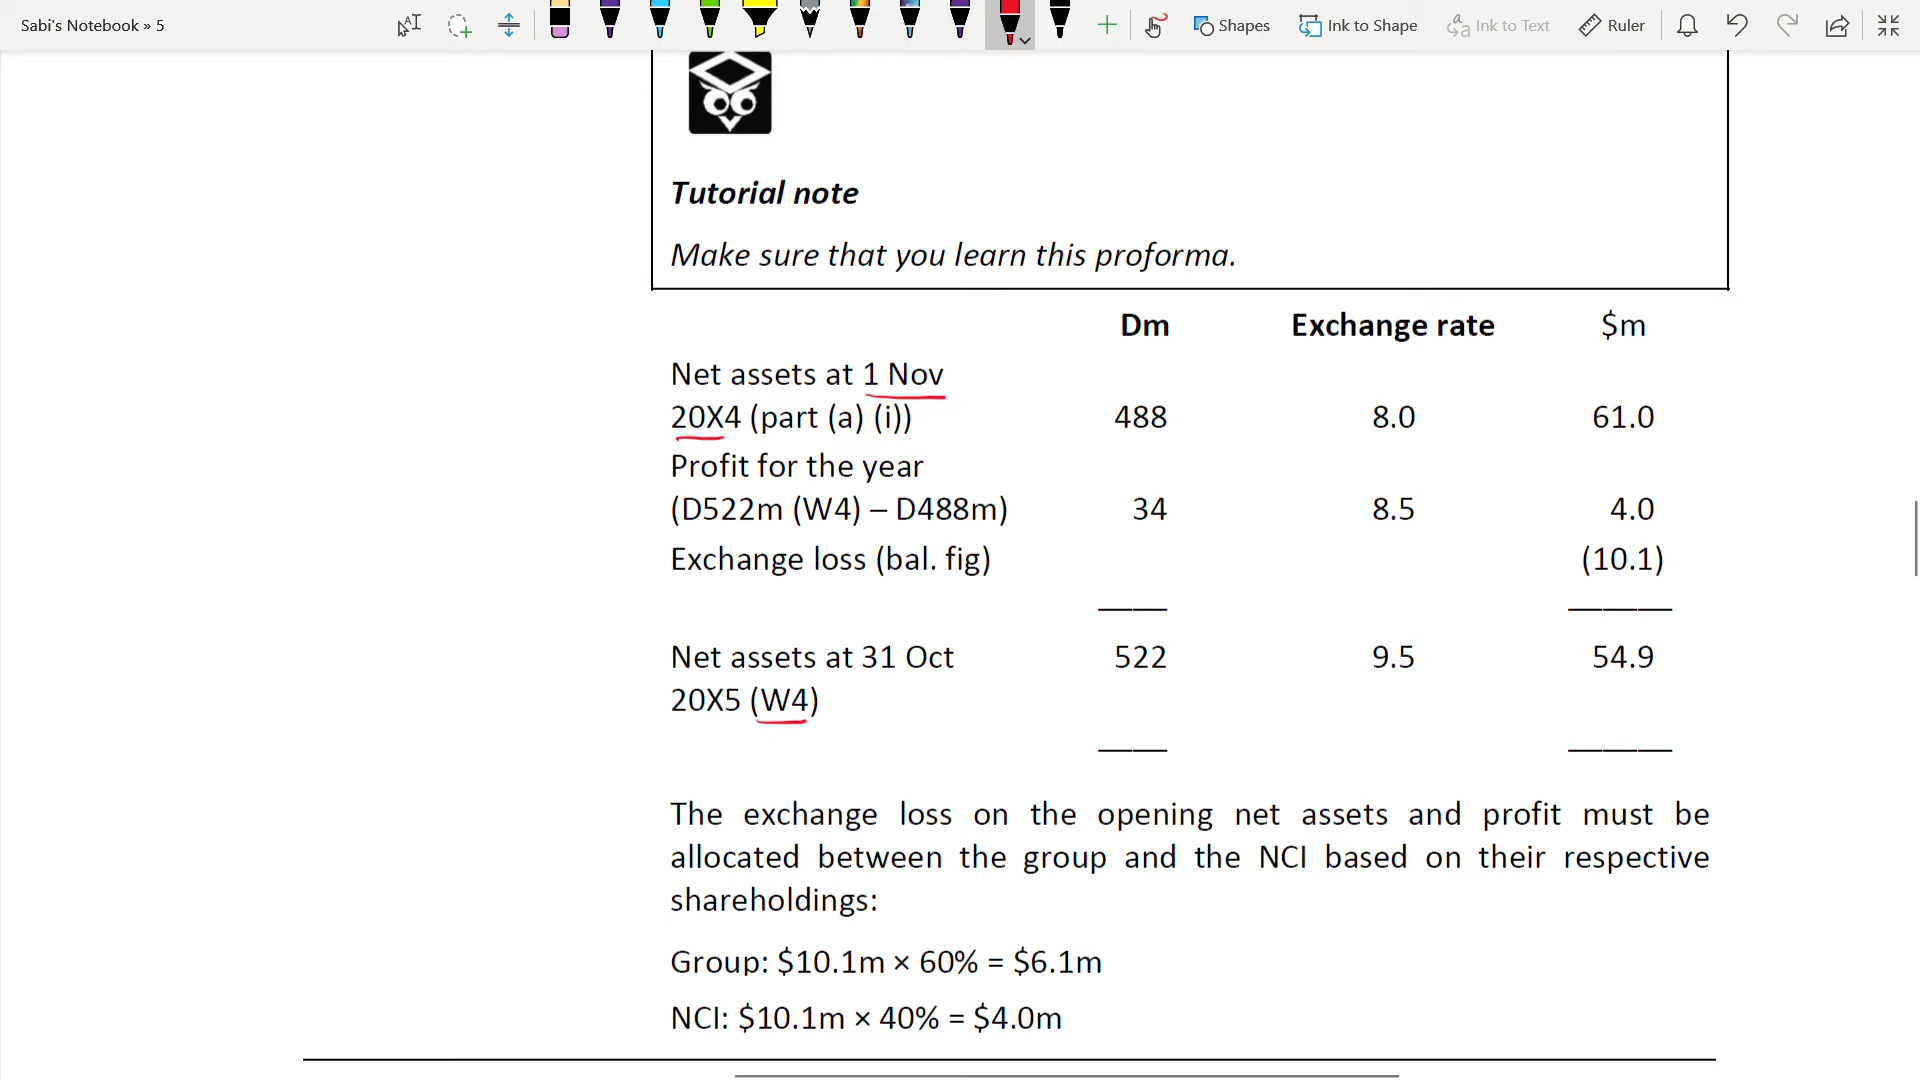 Sabi's Notebook » 5
Shapes
Ink to Shape
Ink to Text
Ruler
Tutorial note
Make sure that you learn this proforma.
Dm Exchange rate $m
Net assets at 1 Nov
20X4 (part (a) (i)) 488 8.0 61.0
Profit for the year
(D522m (W4) – D488m) 34 8.5 4.0
Exchange loss (bal. fig) (10.1)
Net assets at 31 Oct 522 9.5 54.9
20X5 (W4)
The exchange loss on the opening net assets and profit must be
allocated between the group and the NCI based on their respective
shareholdings:
Group: $10.1m × 60% = $6.1m
NCI: $10.1m × 40% = $4.0m